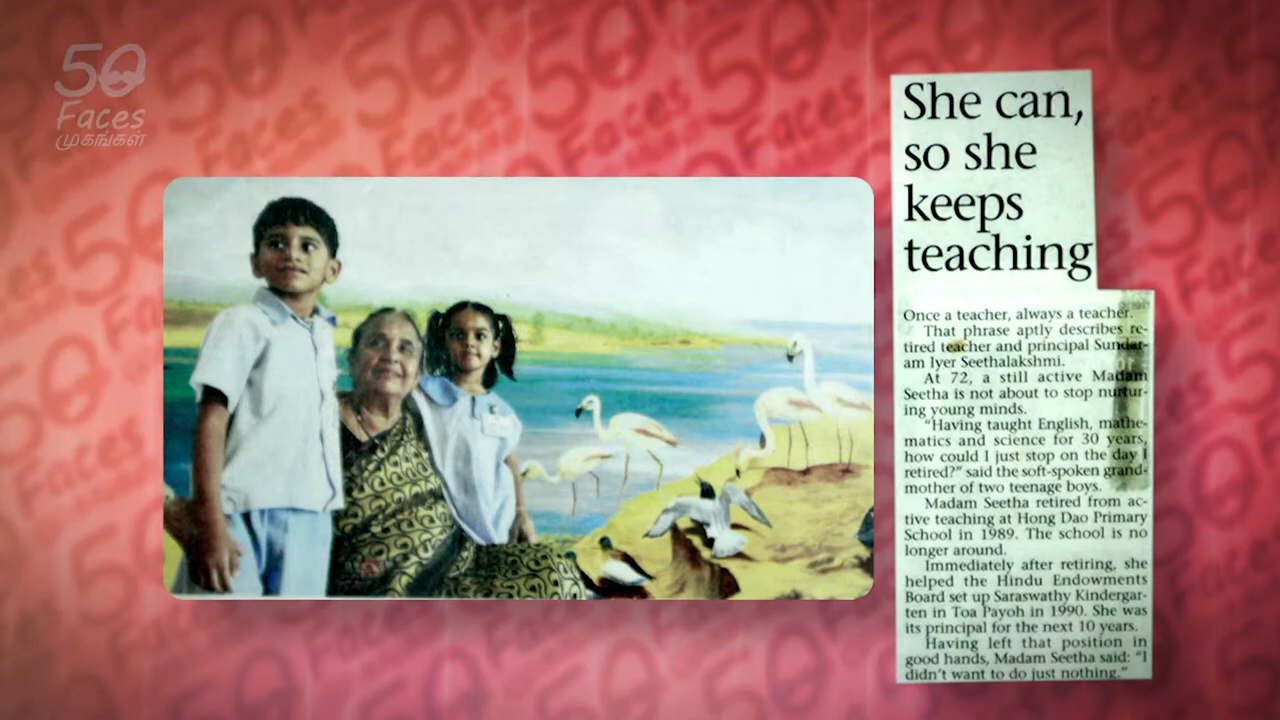 50
Faces
முகங்கள்
She can,
so she
keeps
teaching
Once a teacher, always a teacher.
That phrase aptly describes re-
tired teacher and principal Sundar-
am Iyer Seethalakshmi.
At 72, a still active Madam
Seetha is not about to stop nurtur-
ing young minds.
"Having taught English, mathe-
matics and science for 30 years,
how could I just stop on the day I
retired?" said the soft-spoken grand-
mother of two teenage boys.
Madam Seetha retired from ac-
tive teaching at Hong Dao Primary
School in 1989. The school is no
longer around.
Immediately after retiring, she
helped the Hindu Endowments
Board set up Saraswathy Kindergar-
ten in Toa Payoh in 1990. She was
its principal for the next 10 years.
Having left that position in
good hands, Madam Seetha said: "I
didn't want to do just nothing."